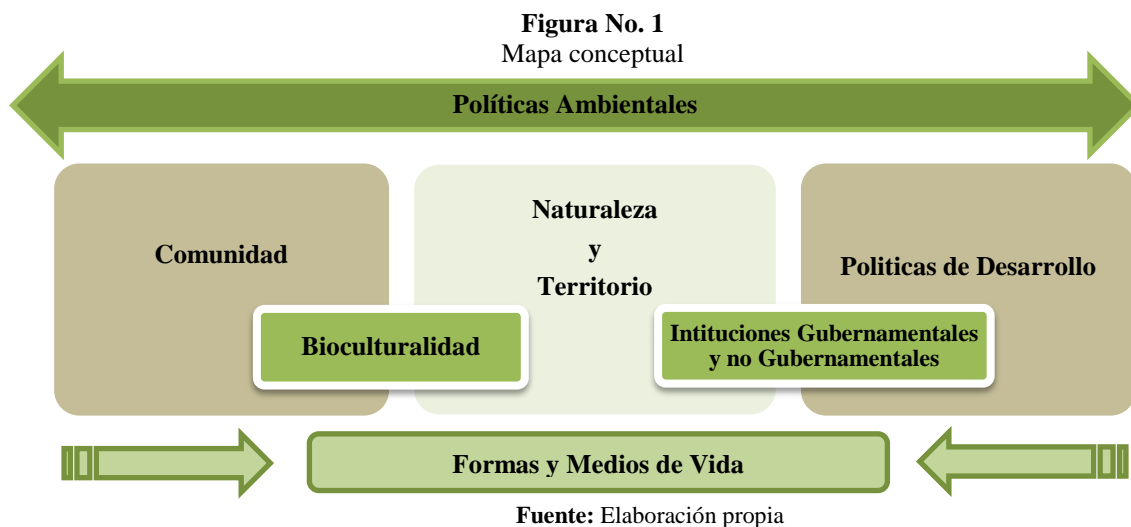 Figura No. 1
Mapa conceptual
Políticas Ambientales
Comunidad
Naturaleza
y
Territorio
Politicas de Desarrollo
Bioculturalidad
Intituciones Gubernamentales
y no Gubernamentales
Formas y Medios de Vida
Fuente: Elaboración propia